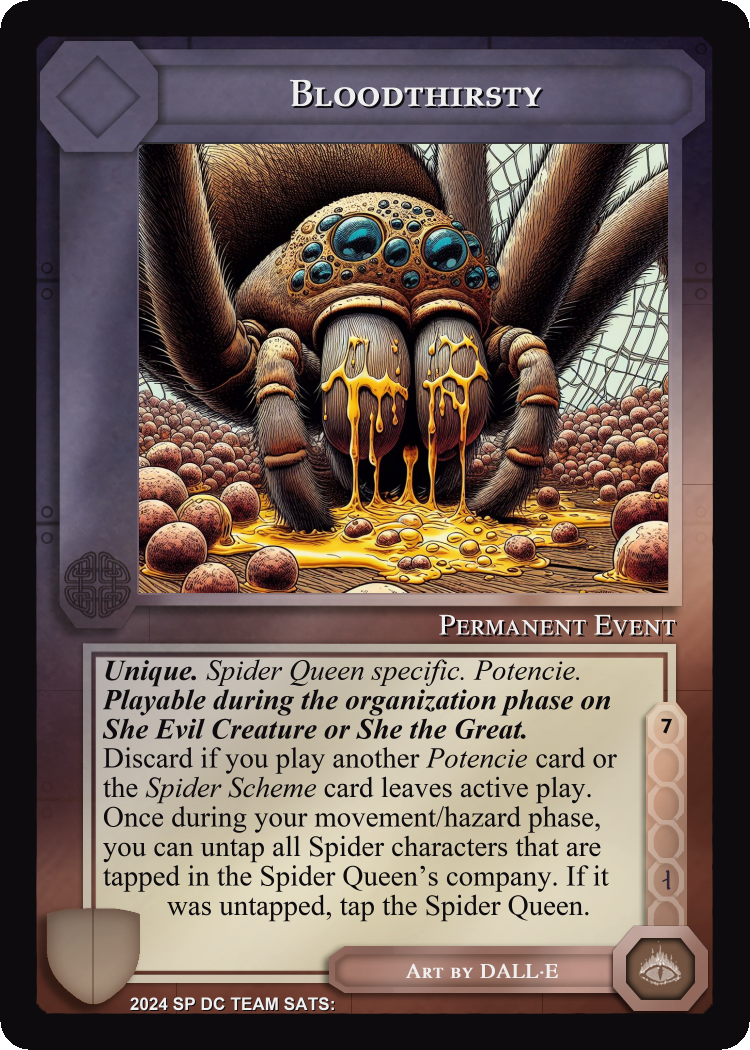 Bloodthirsty
Permanent Event
Unique. Spider Queen specific. Potencie.
Playable during the organization phase on
She Evil Creature or She the Great.
Discard if you play another Potencie card or
the Spider Scheme card leaves active play.
Once during your movement/hazard phase,
you can untap all Spider characters that are
tapped in the Spider Queen's company. If it
was untapped, tap the Spider Queen.
7
Art by DALL·E
2024 SP DC TEAM SATS: